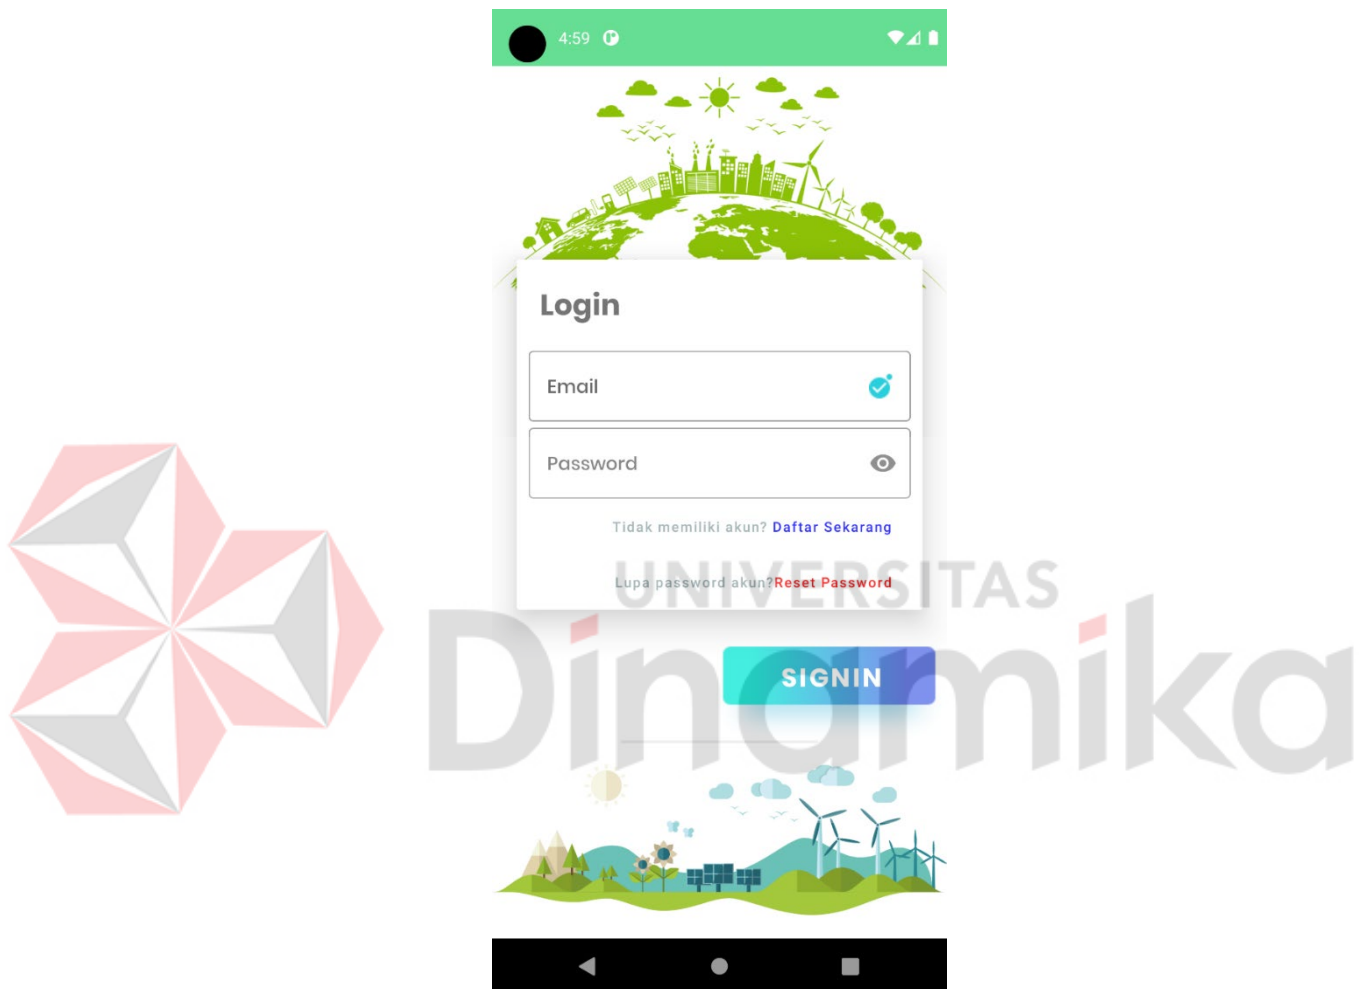 4:59
Login
Email
Password
Tidak memiliki akun? Daftar Sekarang
Lupa password akun?Reset Password
UNIVERSITAS
Dinamika
SIGNIN